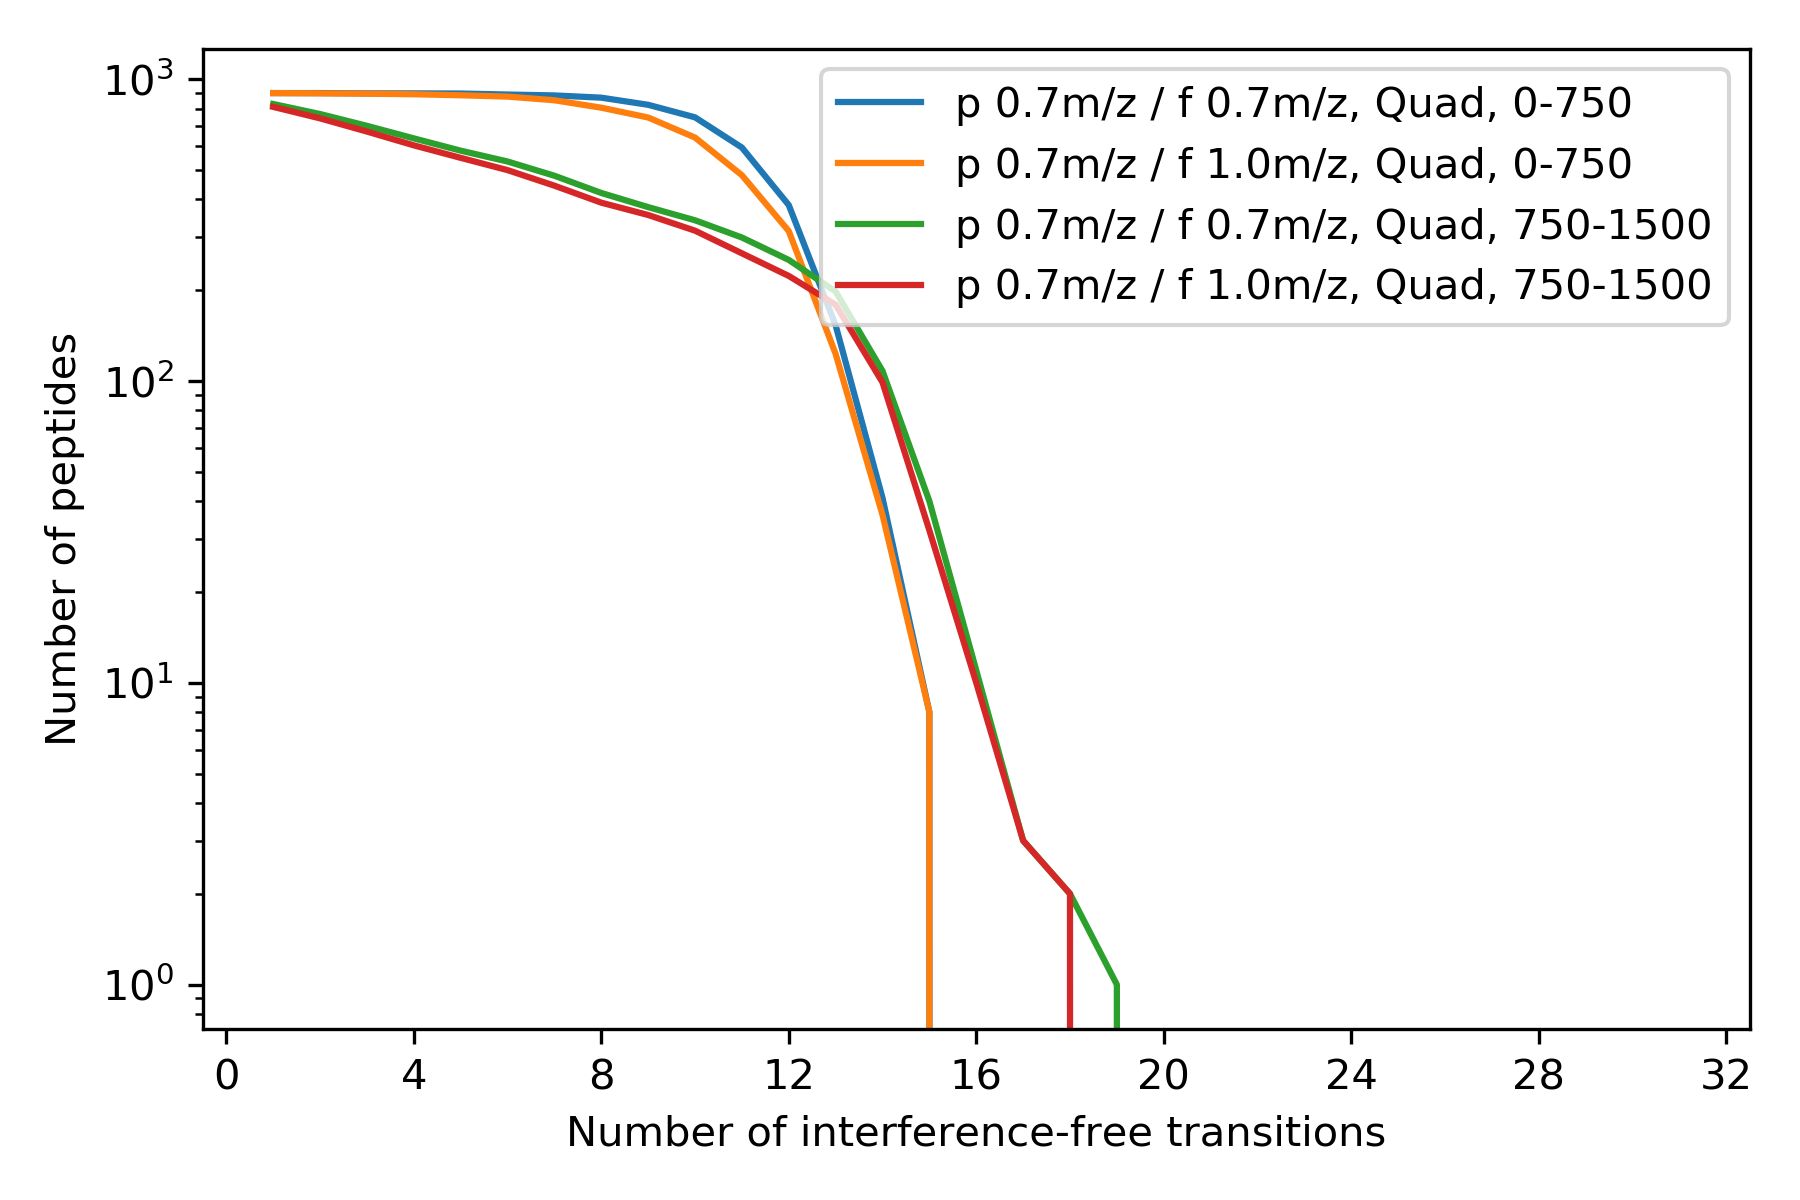 10³
10²
10¹
10⁰
Number of peptides
p 0.7m/z / f 0.7m/z, Quad, 0-750
p 0.7m/z / f 1.0m/z, Quad, 0-750
p 0.7m/z / f 0.7m/z, Quad, 750-1500
p 0.7m/z / f 1.0m/z, Quad, 750-1500
0 4 8 12 16 20 24 28 32
Number of interference-free transitions